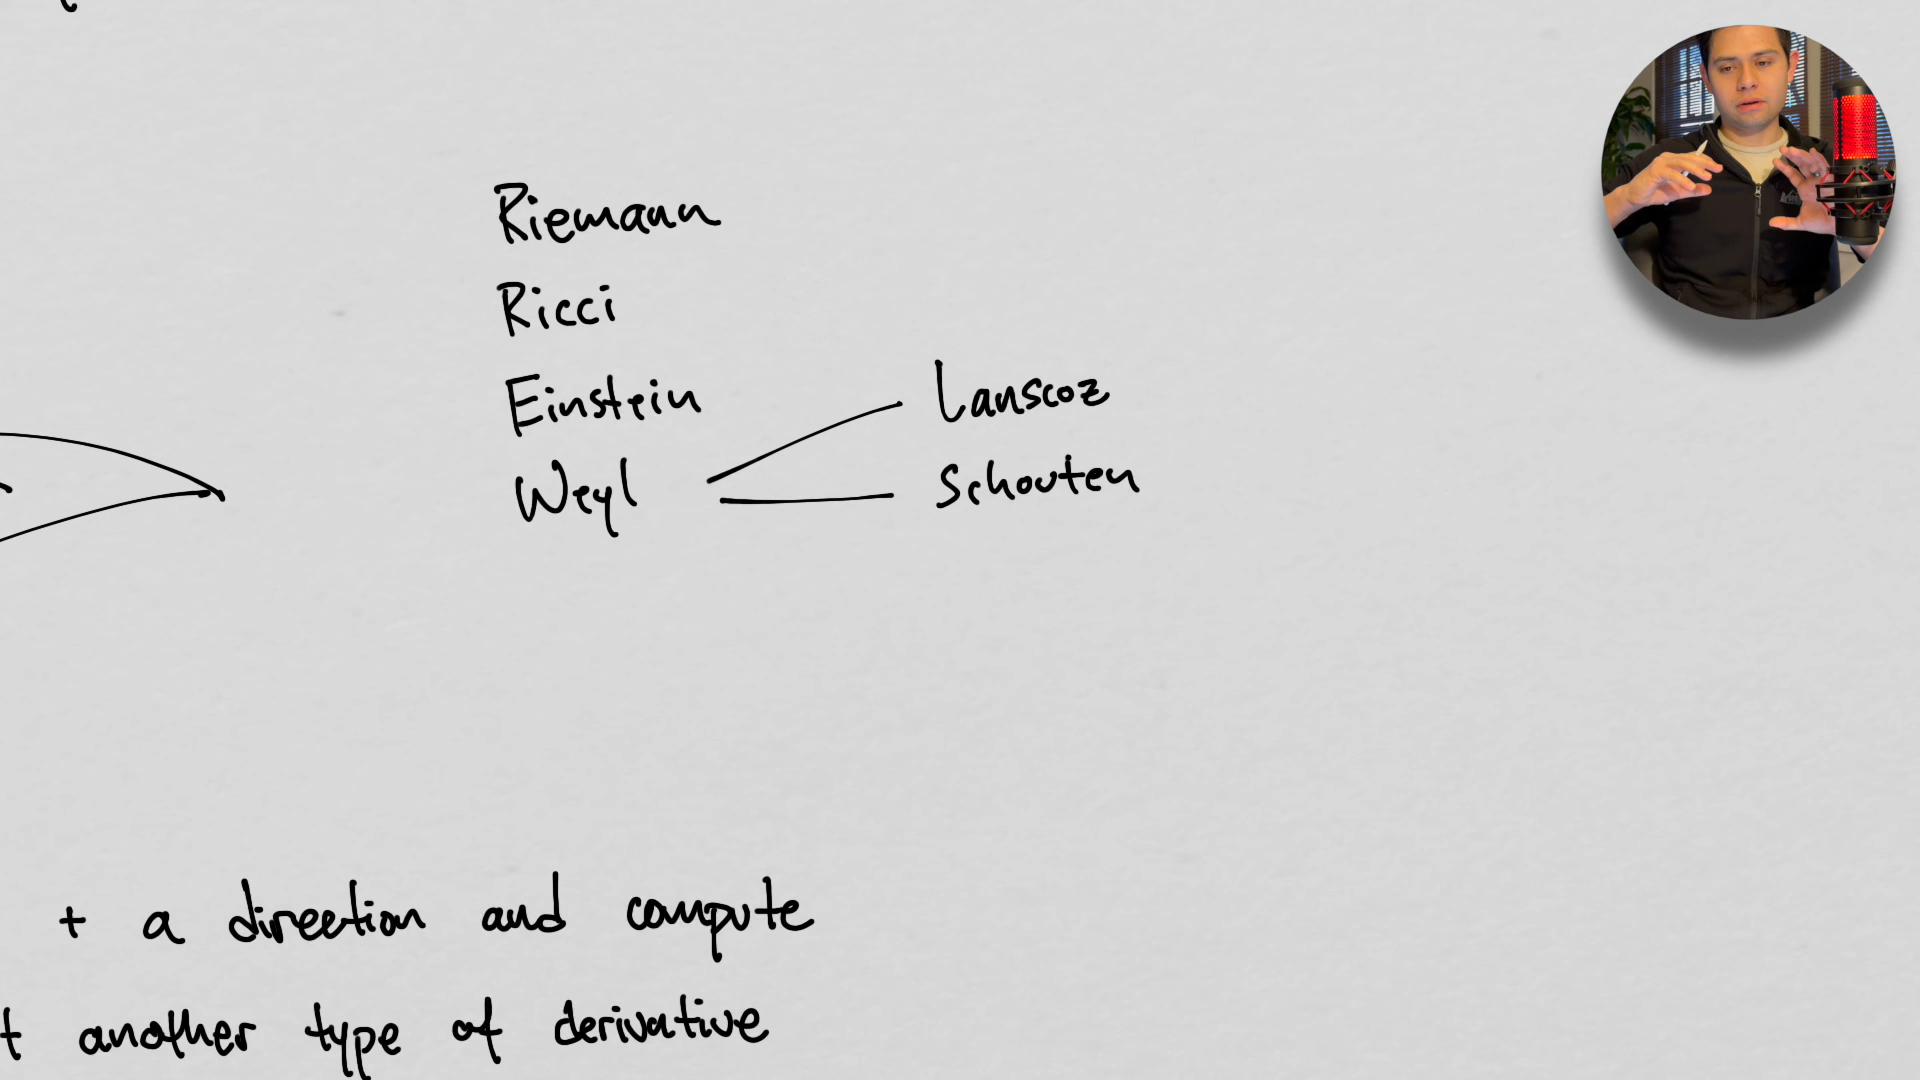 Riemann
Ricci
Einstein
Lanscoz
Weyl
Schouten
+ a direction and compute
another type of derivative